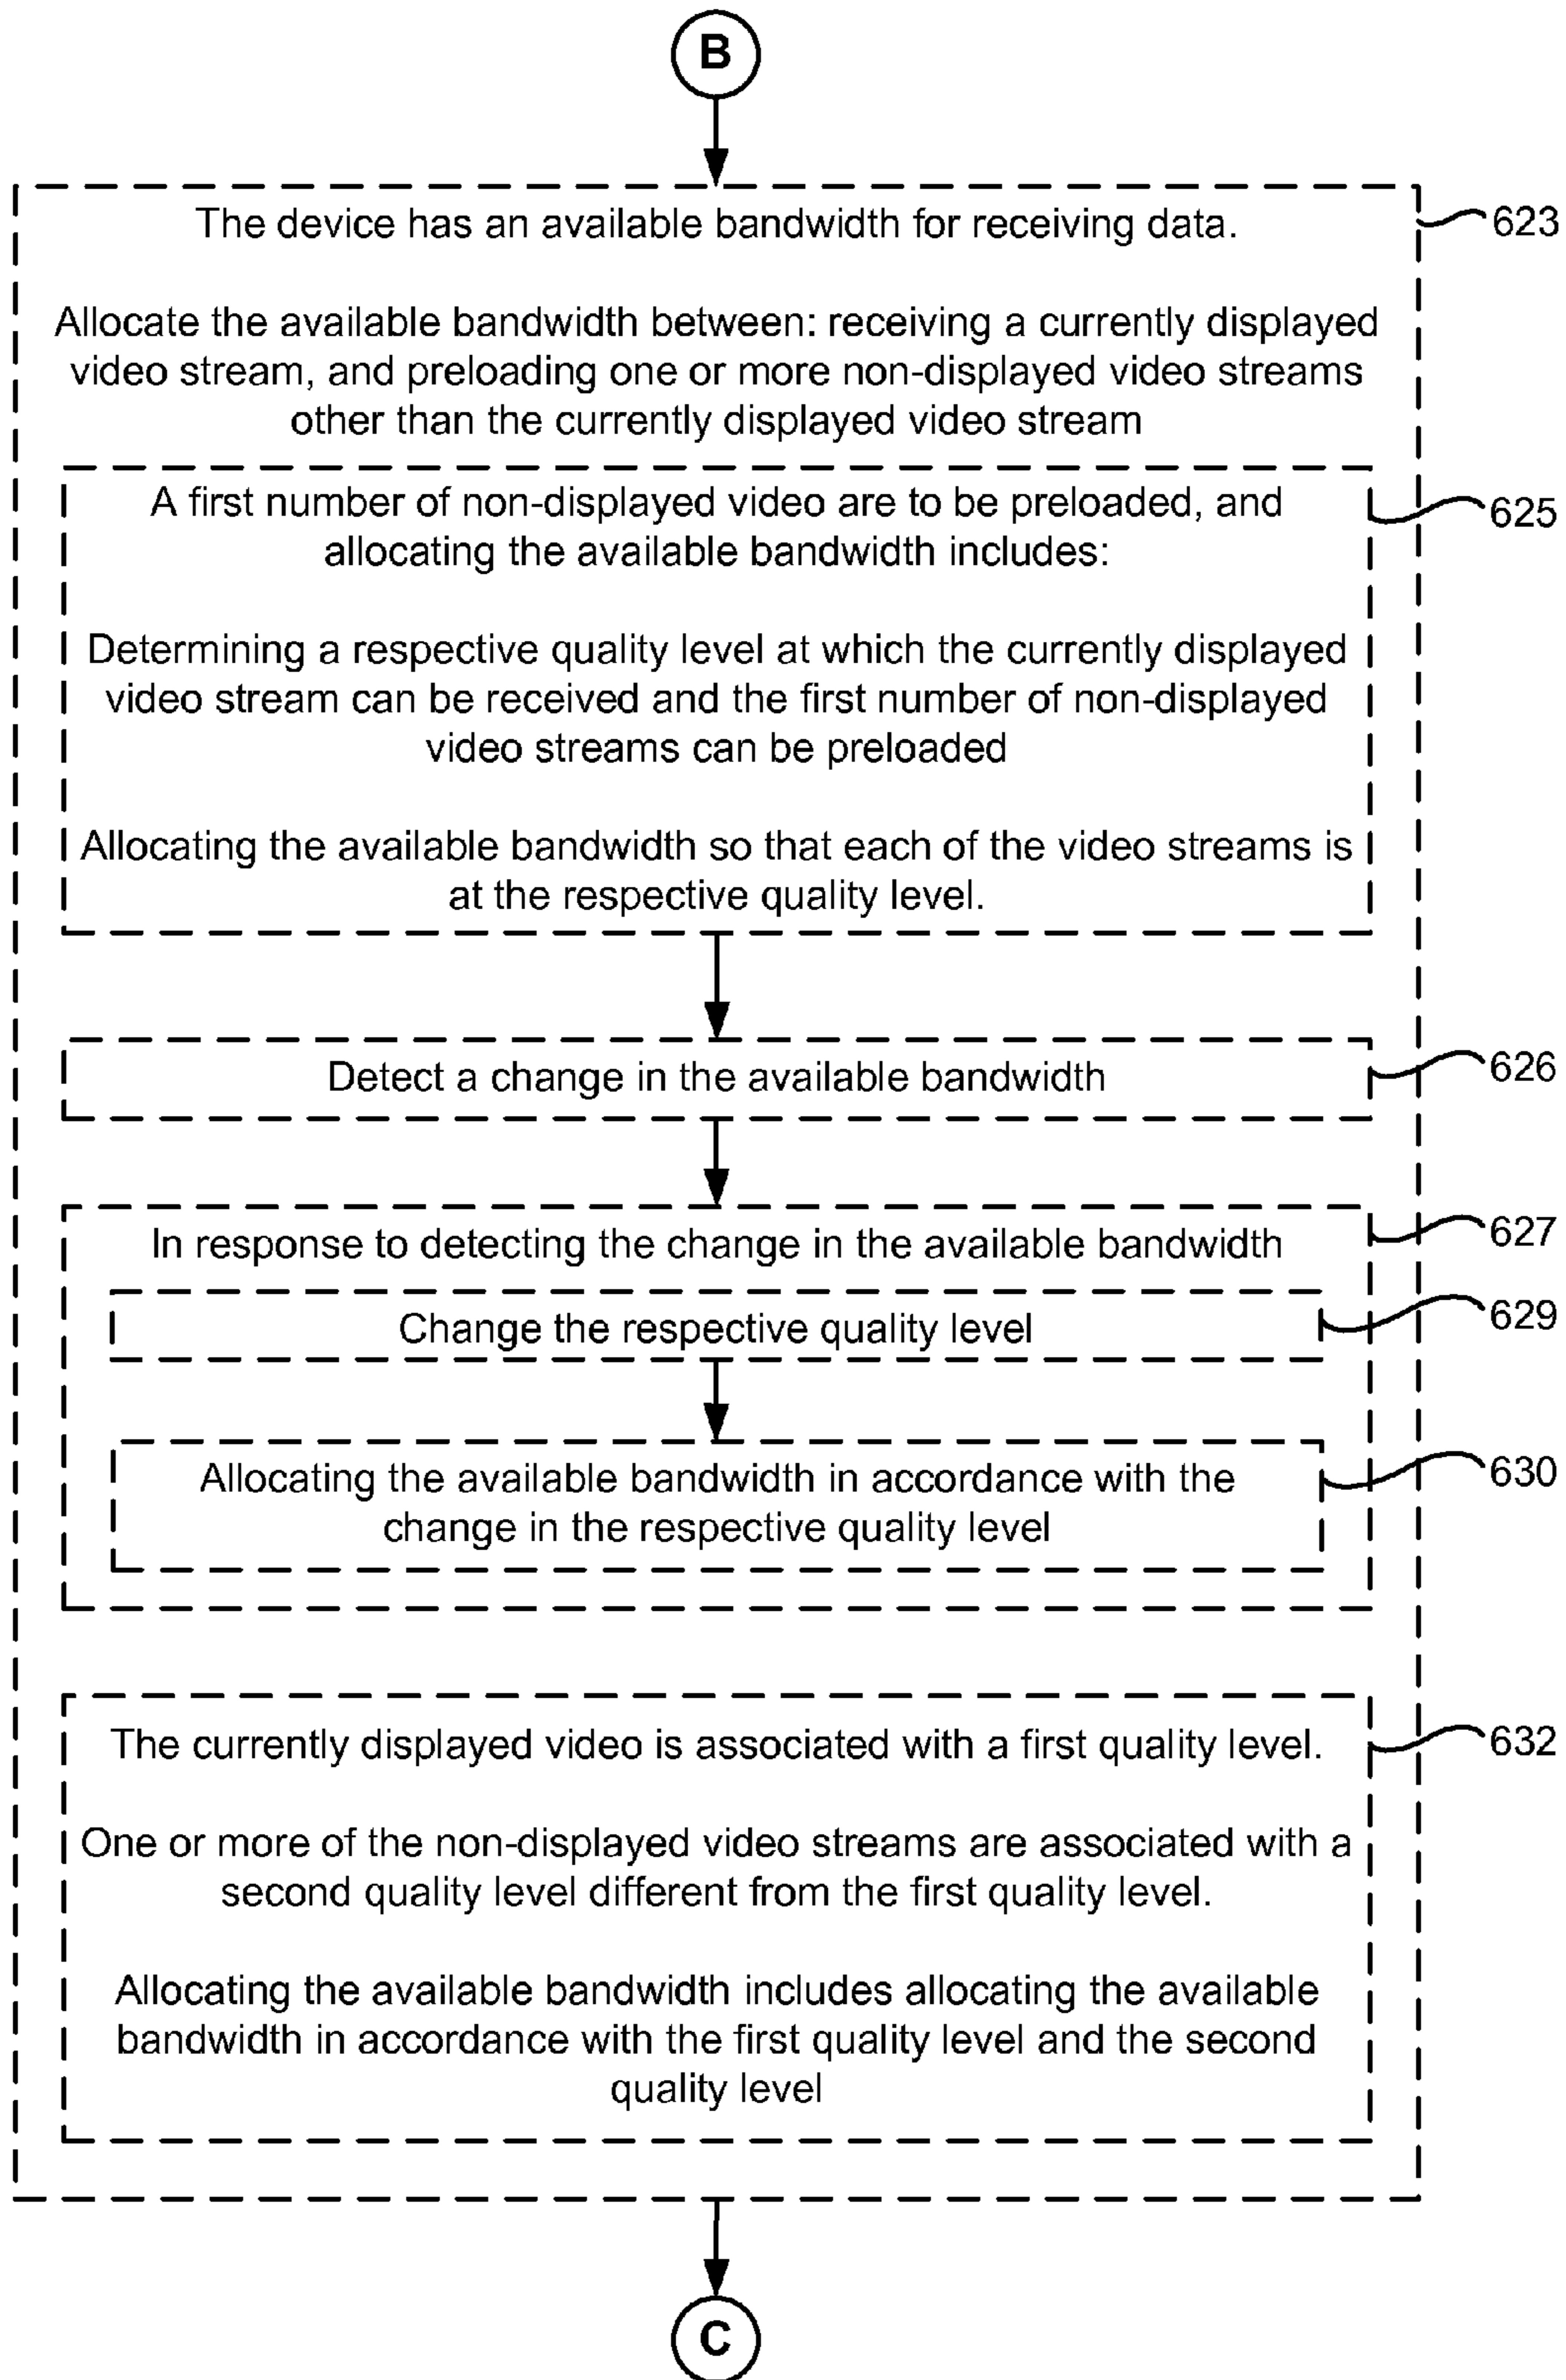 B
The device has an available bandwidth for receiving data.
623
Allocate the available bandwidth between: receiving a currently displayed
video stream, and preloading one or more non-displayed video streams
other than the currently displayed video stream
A first number of non-displayed video are to be preloaded, and
625
allocating the available bandwidth includes:
Determining a respective quality level at which the currently displayed
video stream can be received and the first number of non-displayed
video streams can be preloaded
Allocating the available bandwidth so that each of the video streams is
at the respective quality level.
Detect a change in the available bandwidth
626
In response to detecting the change in the available bandwidth
627
Change the respective quality level
629
Allocating the available bandwidth in accordance with the
630
change in the respective quality level
The currently displayed video is associated with a first quality level.
632
One or more of the non-displayed video streams are associated with a
second quality level different from the first quality level.
Allocating the available bandwidth includes allocating the available
bandwidth in accordance with the first quality level and the second
quality level
C